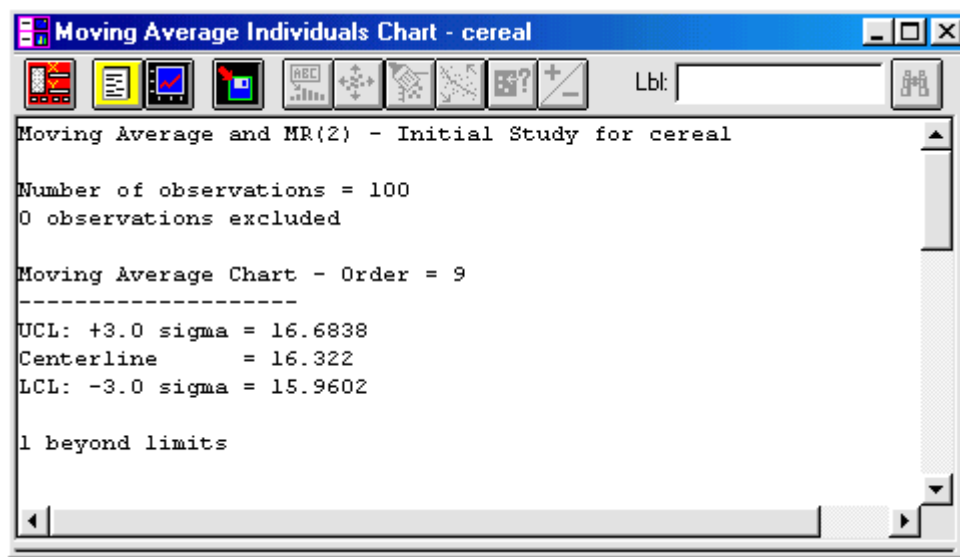 Moving Average Individuals Chart - cereal
ABC
Lbl:
Moving Average and MR(2) - Initial Study for cereal
Number of observations = 100
0 observations excluded
Moving Average Chart - Order = 9
--------------------
UCL: +3.0 sigma = 16.6838
Centerline      = 16.322
LCL: -3.0 sigma = 15.9602
1 beyond limits